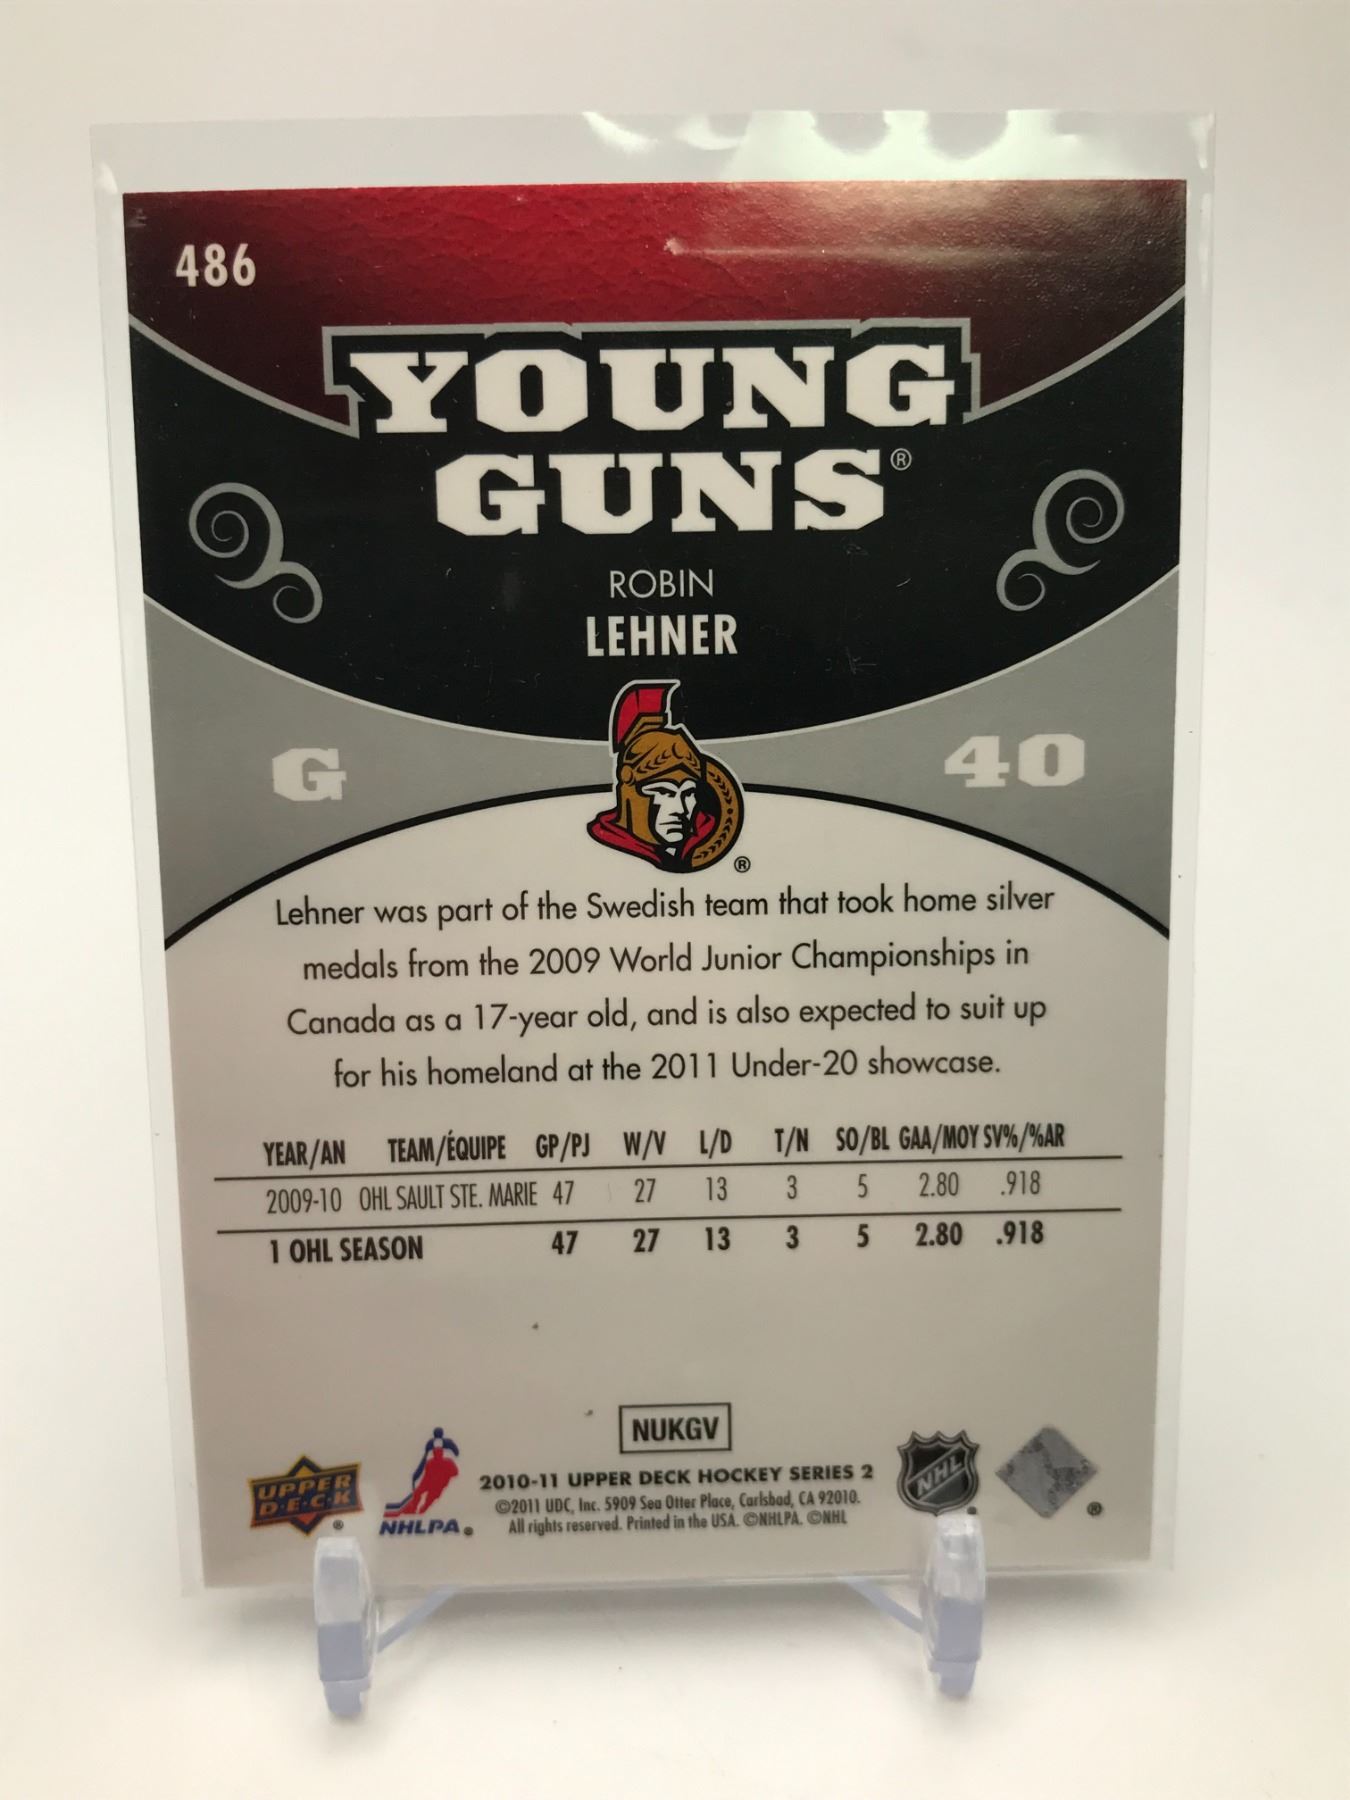 486
YOUNG
GUNS®
ROBIN
LEHNER
G 40
®
Lehner was part of the Swedish team that took home silver
medals from the 2009 World Junior Championships in
Canada as a 17-year old, and is also expected to suit up
for his homeland at the 2011 Under-20 showcase.
YEAR/AN TEAM/ÉQUIPE GP/PJ W/V L/D T/N SO/BL GAA/MOY SV%/%AR
2009-10 OHL SAULT STE. MARIE 47 27 13 3 5 2.80 .918
1 OHL SEASON 47 27 13 3 5 2.80 .918
NUKGV
UPPER
D·E·C·K
®
NHLPA®
2010-11 UPPER DECK HOCKEY SERIES 2
©2011 UDC, Inc. 5909 Sea Otter Place, Carlsbad, CA 92010.
All rights reserved. Printed in the USA. ©NHLPA. ©NHL
NHL
®
®